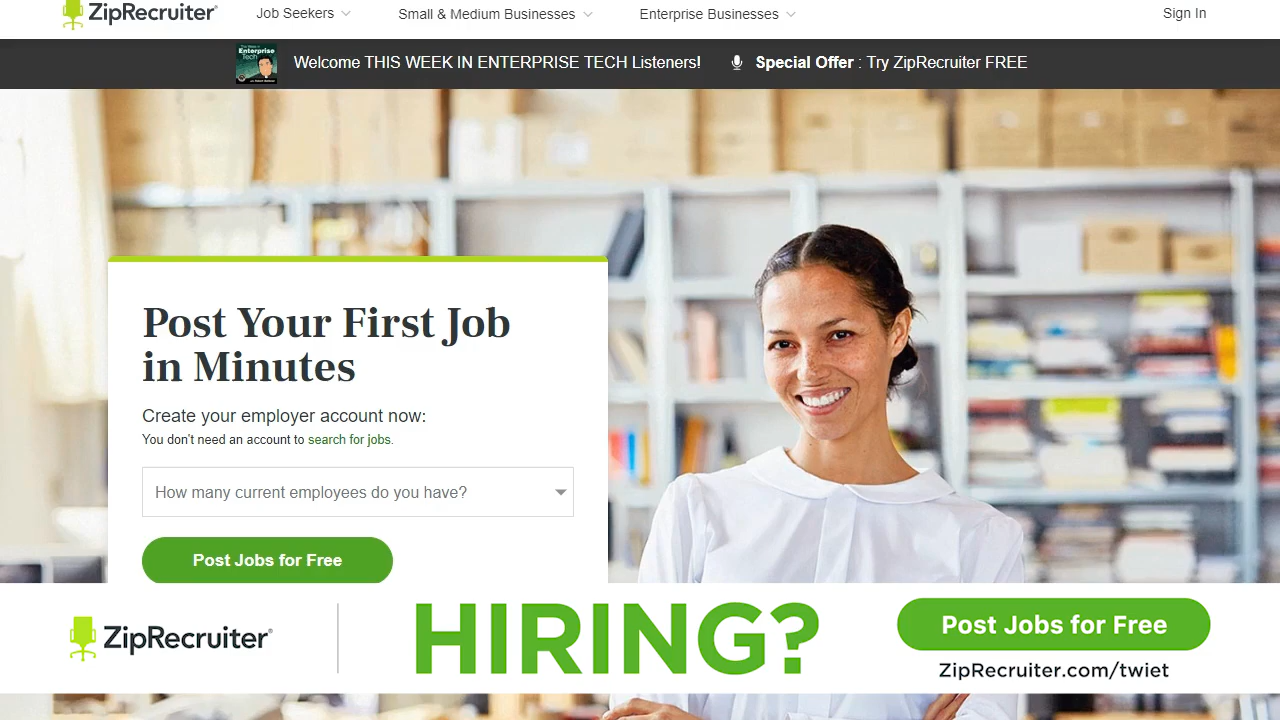 ZipRecruiter®
Job Seekers
Small & Medium Businesses
Enterprise Businesses
Sign In
Enterprise
Tech
Welcome THIS WEEK IN ENTERPRISE TECH Listeners!
Special Offer : Try ZipRecruiter FREE
Post Your First Job
in Minutes
Create your employer account now:
You don't need an account to search for jobs.
How many current employees do you have?
Post Jobs for Free
ZipRecruiter®
HIRING?
Post Jobs for Free
ZipRecruiter.com/twiet